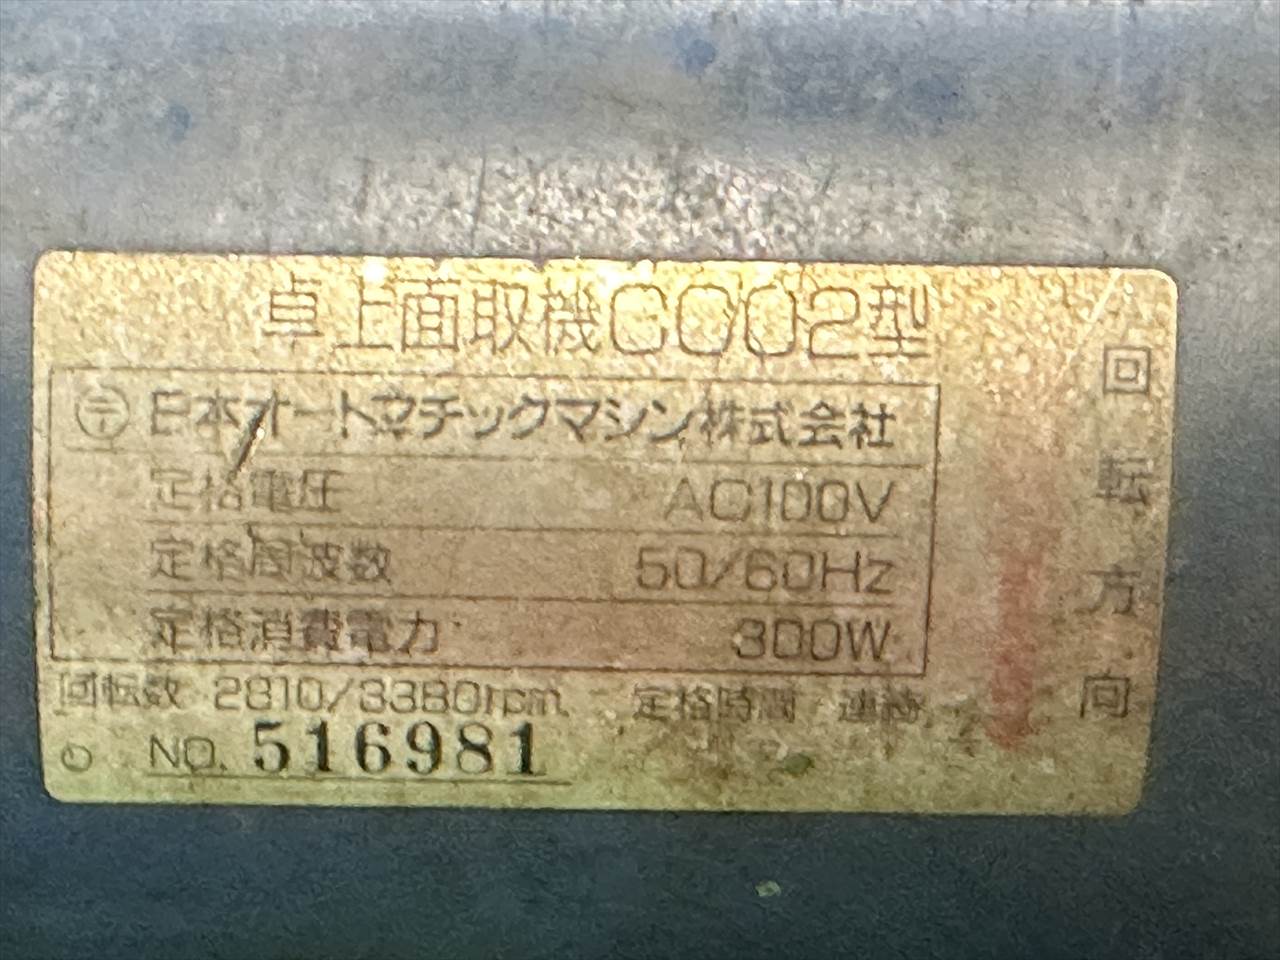 卓上面取機CC02型
〒 日本オートマチックマシン株式会社
定格電圧 AC100V
定格周波数 50/60Hz
定格消費電力 300W
回転数 2810/3380rpm. 定格時間 連続
NO. 516981
回転方向